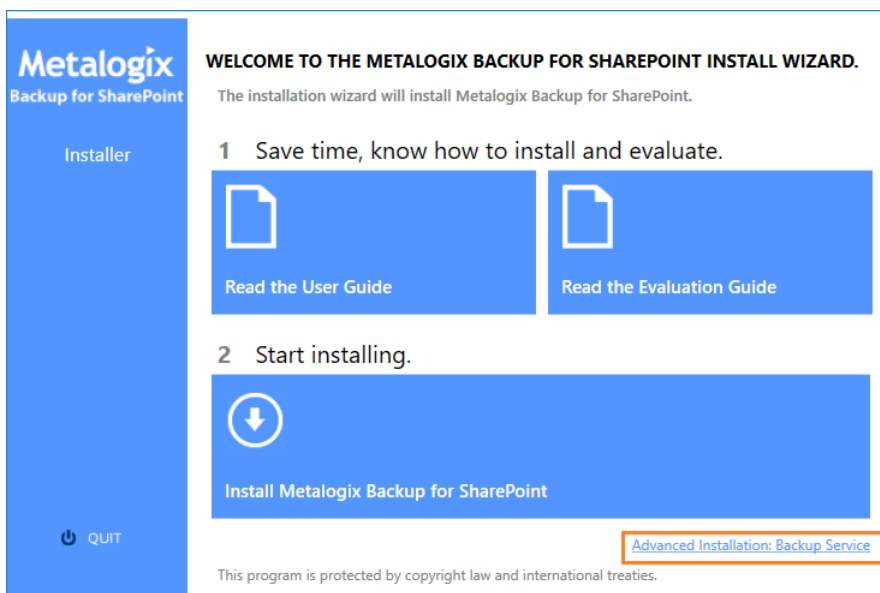 Metalogix
Backup for SharePoint
Installer
QUIT
WELCOME TO THE METALOGIX BACKUP FOR SHAREPOINT INSTALL WIZARD.
The installation wizard will install Metalogix Backup for SharePoint.
1 Save time, know how to install and evaluate.
Read the User Guide
Read the Evaluation Guide
2 Start installing.
Install Metalogix Backup for SharePoint
Advanced Installation: Backup Service
This program is protected by copyright law and international treaties.